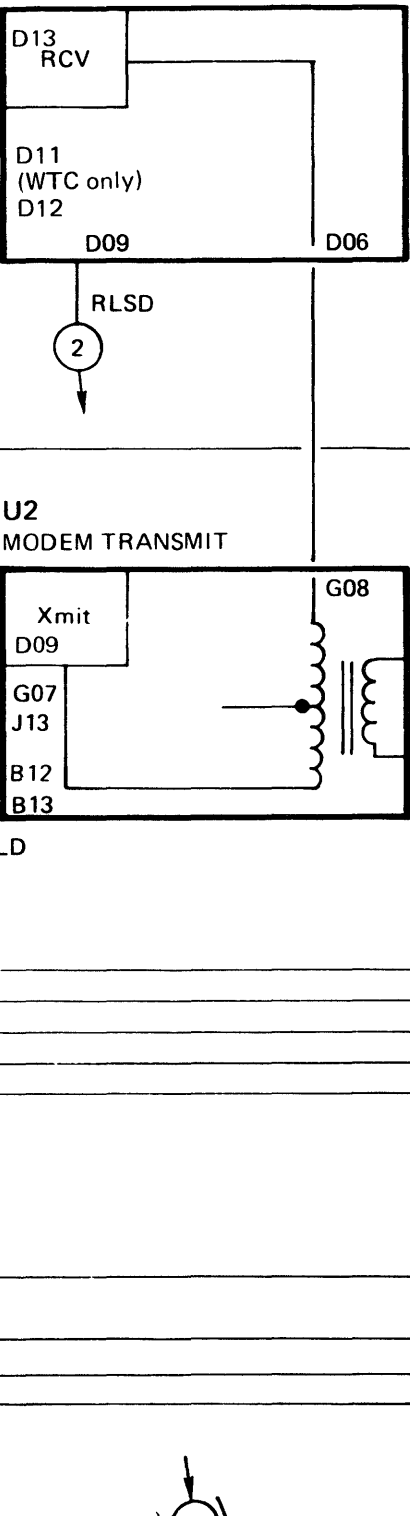 D13
RCV
D11
(WTC only)
D12
D09
D06
RLSD
2
U2
MODEM TRANSMIT
G08
Xmit
D09
G07
J13
B12
B13
LD